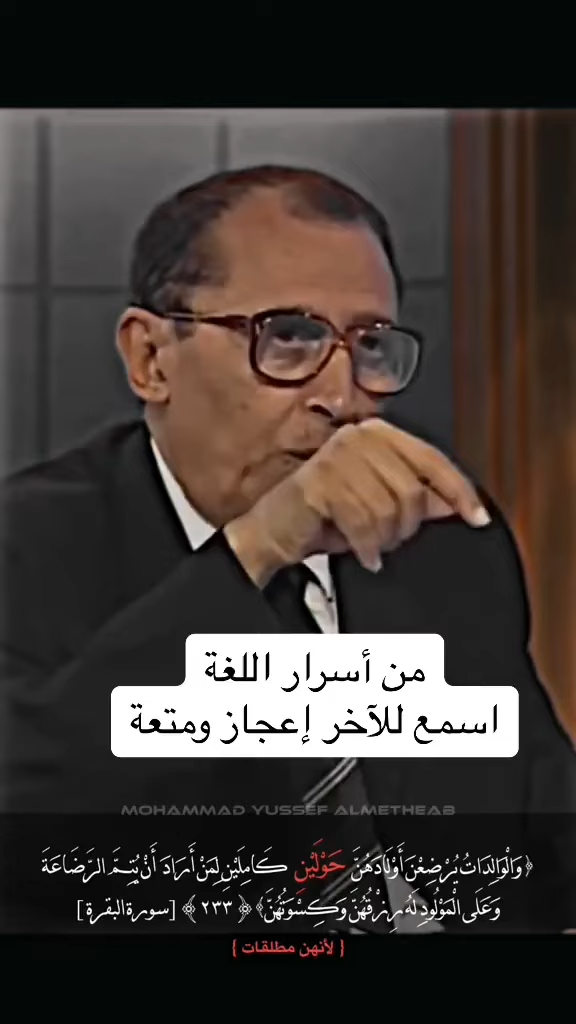 من أسرار اللغة
اسمع للآخر إعجاز ومتعة
MOHAMMAD YUSSEF ALMETHEAB
﴿وَالْوَالِدَاتُ يُرْضِعْنَ أَوْلَادَهُنَّ حَوْلَيْنِ كَامِلَيْنِ لِمَنْ أَرَادَ أَنْ يُتِمَّ الرَّضَاعَةَ
وَعَلَى الْمَوْلُودِ لَهُ رِزْقُهُنَّ وَكِسْوَتُهُنَّ﴾ ﴿٢٣٣﴾ [سورة البقرة]
{ لأنهن مطلقات }